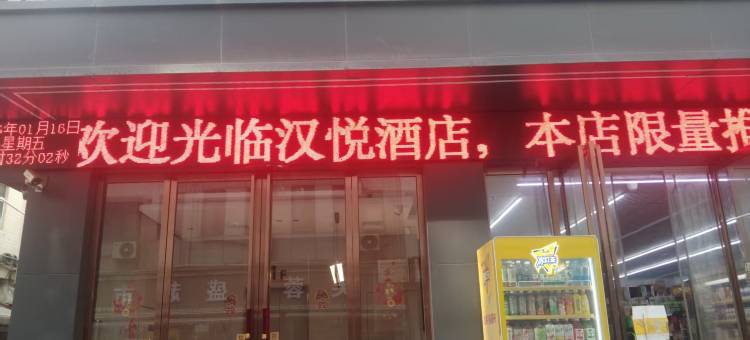 年01月16日
星期五
32分02秒
欢迎光临汉悦酒店，本店限量推